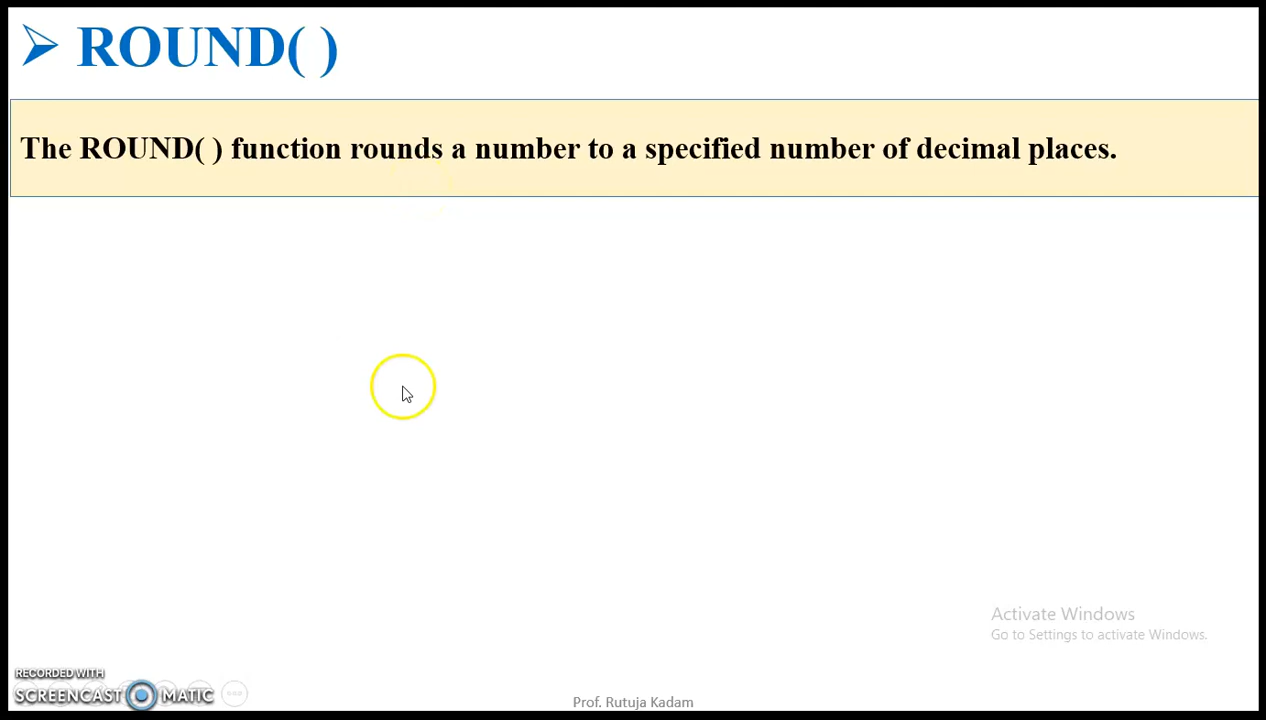 ROUND( )
The ROUND( ) function rounds a number to a specified number of decimal places.
Activate Windows
Go to Settings to activate Windows.
RECORDED WITH
SCREENCAST MATIC
Prof. Rutuja Kadam